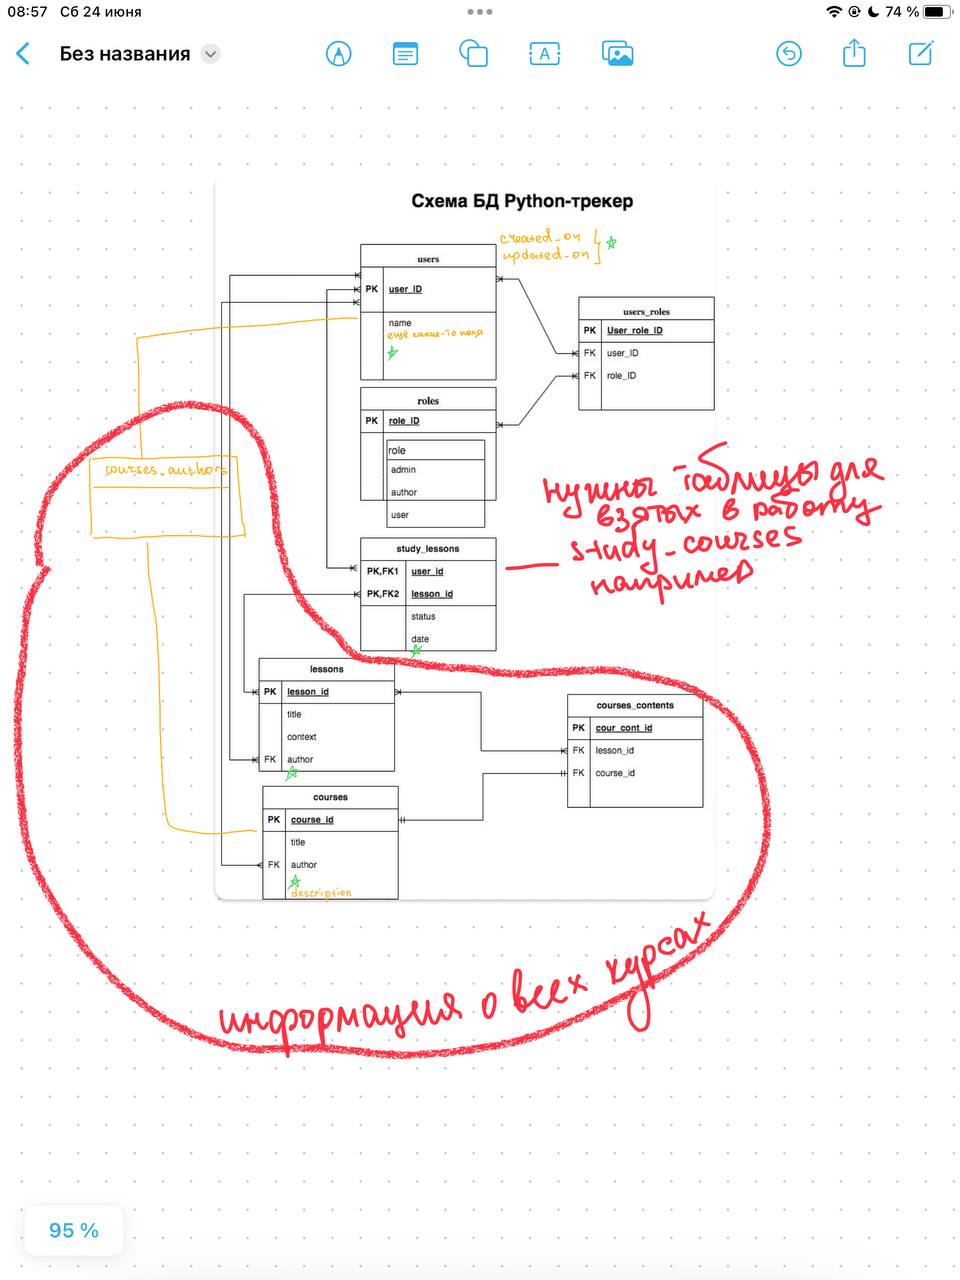 08:57 Сб 24 июня
74 %
Без названия
A
Схема БД Python-трекер
created_on
updated_on
users
PK user_ID
name
ещё какие-то поля
users_roles
PK User_role_ID
FK user_ID
FK role_ID
roles
PK role_ID
role
admin
author
user
courses_authors
нужны таблицы для
взятых в работу
study_courses
например
study_lessons
PK,FK1 user_id
PK,FK2 lesson_id
status
date
lessons
PK lesson_id
title
context
FK author
courses_contents
PK cour_cont_id
FK lesson_id
FK course_id
courses
PK course_id
title
FK author
description
информация о всех курсах
95 %